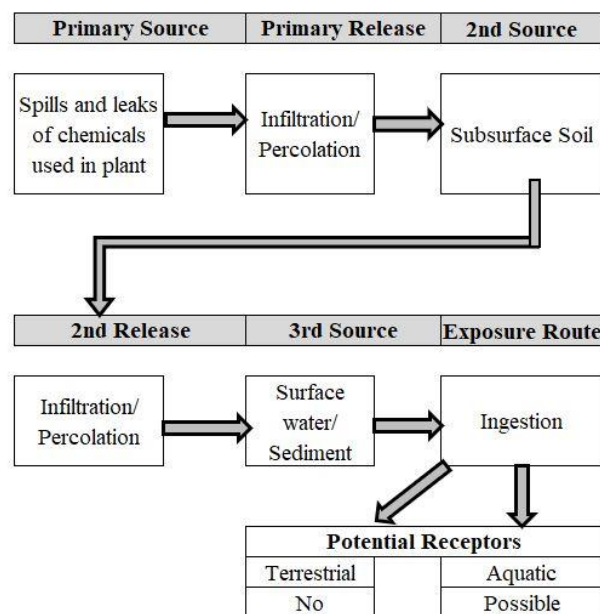 Primary Source Primary Release 2nd Source
Spills and leaks
of chemicals
used in plant
Infiltration/
Percolation
Subsurface Soil
2nd Release 3rd Source Exposure Route
Infiltration/
Percolation
Surface
water/
Sediment
Ingestion
Potential Receptors
Terrestrial Aquatic
No Possible